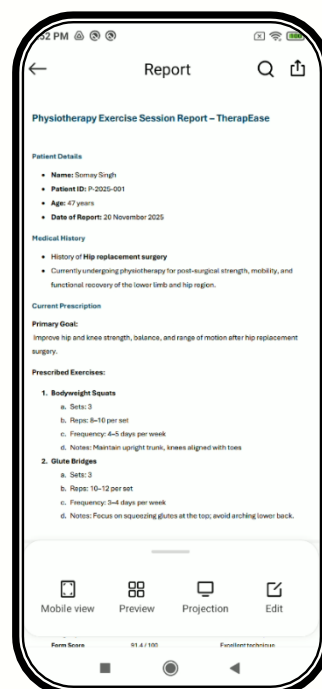 :52 PM
Report
Physiotherapy Exercise Session Report – TherapEase
Patient Details
• Name: Somay Singh
• Patient ID: P-2025-001
• Age: 47 years
• Date of Report: 20 November 2025
Medical History
• History of Hip replacement surgery
• Currently undergoing physiotherapy for post-surgical strength, mobility, and
functional recovery of the lower limb and hip region.
Current Prescription
Primary Goal:
Improve hip and knee strength, balance, and range of motion after hip replacement
surgery.
Prescribed Exercises:
1. Bodyweight Squats
a. Sets: 3
b. Reps: 8–10 per set
c. Frequency: 4–5 days per week
d. Notes: Maintain upright trunk, knees aligned with toes
2. Glute Bridges
a. Sets: 3
b. Reps: 10–12 per set
c. Frequency: 3–4 days per week
d. Notes: Focus on squeezing glutes at the top; avoid arching lower back.
Mobile view Preview Projection Edit
Form Score 91.4 / 100 Excellent technique